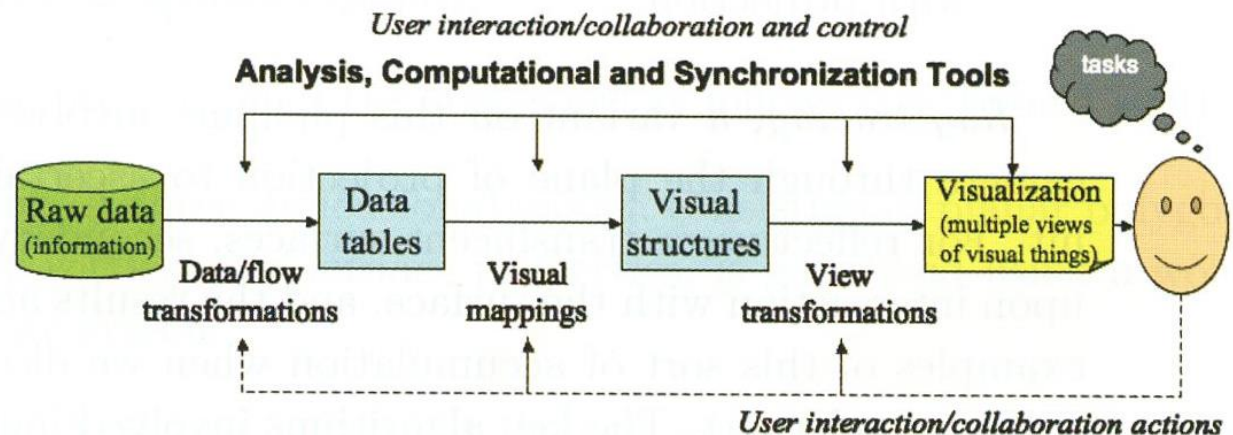 User interaction/collaboration and control
Analysis, Computational and Synchronization Tools
tasks
Raw data
(information)
Data
tables
Visual
structures
Visualization
(multiple views
of visual things)
Data/flow
transformations
Visual
mappings
View
transformations
User interaction/collaboration actions